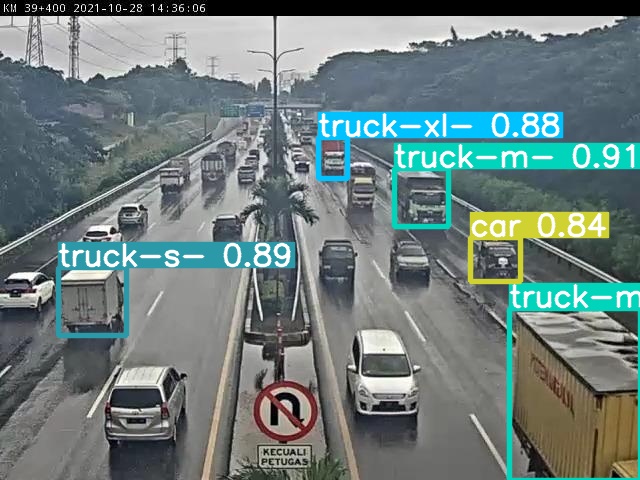 KM 39+400 2021-10-28 14:36:06
truck-xl- 0.88
truck-m- 0.91
car 0.84
truck-s- 0.89
truck-m
KECUALI
PETUGAS